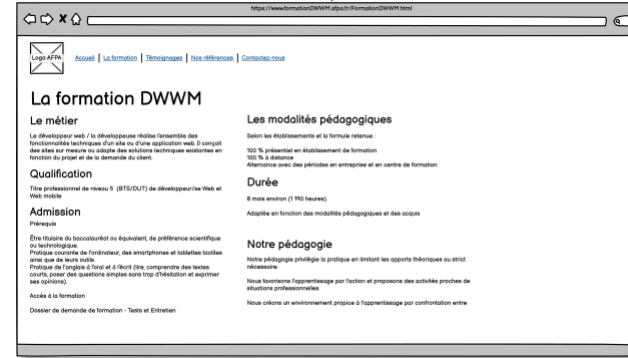 https://www.formationDWWM.afpa.fr/FormationDWWM.html
Logo AFPA
Accueil | La formation | Témoignages | Nos références | Contactez-nous
La formation DWWM
Le métier
Le développeur web / la développeuse réalise l'ensemble des
fonctionnalités techniques d'un site ou d'une application web. Il conçoit
des sites sur mesure ou adapte des solutions techniques existantes en
fonction du projet et de la demande du client.
Qualification
Titre professionnel de niveau 5 (BTS/DUT) de développeur/se Web et
Web mobile
Admission
Prérequis
Être titulaire du baccalauréat ou équivalent, de préférence scientifique
ou technologique.
Pratique courante de l'ordinateur, des smartphones et tablettes tactiles
ainsi que de leurs outils.
Pratique de l'anglais à l'oral et à l'écrit (lire, comprendre des textes
courts, poser des questions simples sans trop d'hésitation et exprimer
ses opinions).
Accès à la formation
Dossier de demande de formation - Tests et Entretien
Les modalités pédagogiques
Selon les établissements et la formule retenue :
100 % présentiel en établissement de formation
100 % à distance
Alternance avec des périodes en entreprise et en centre de formation
Durée
8 mois environ (1 190 heures).
Adaptée en fonction des modalités pédagogiques et des acquis
Notre pédagogie
Notre pédagogie privilégie la pratique en limitant les apports théoriques au strict
nécessaire.
Nous favorisons l'apprentissage par l'action et proposons des activités proches de
situations professionnelles.
Nous créons un environnement propice à l'apprentissage par confrontation entre